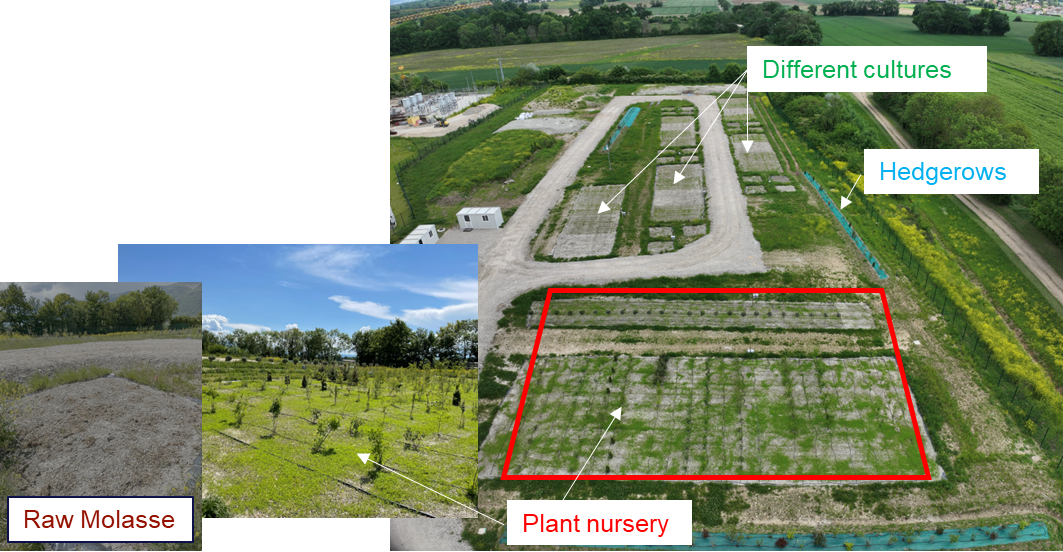 Different cultures
Hedgerows
Raw Molasse
Plant nursery